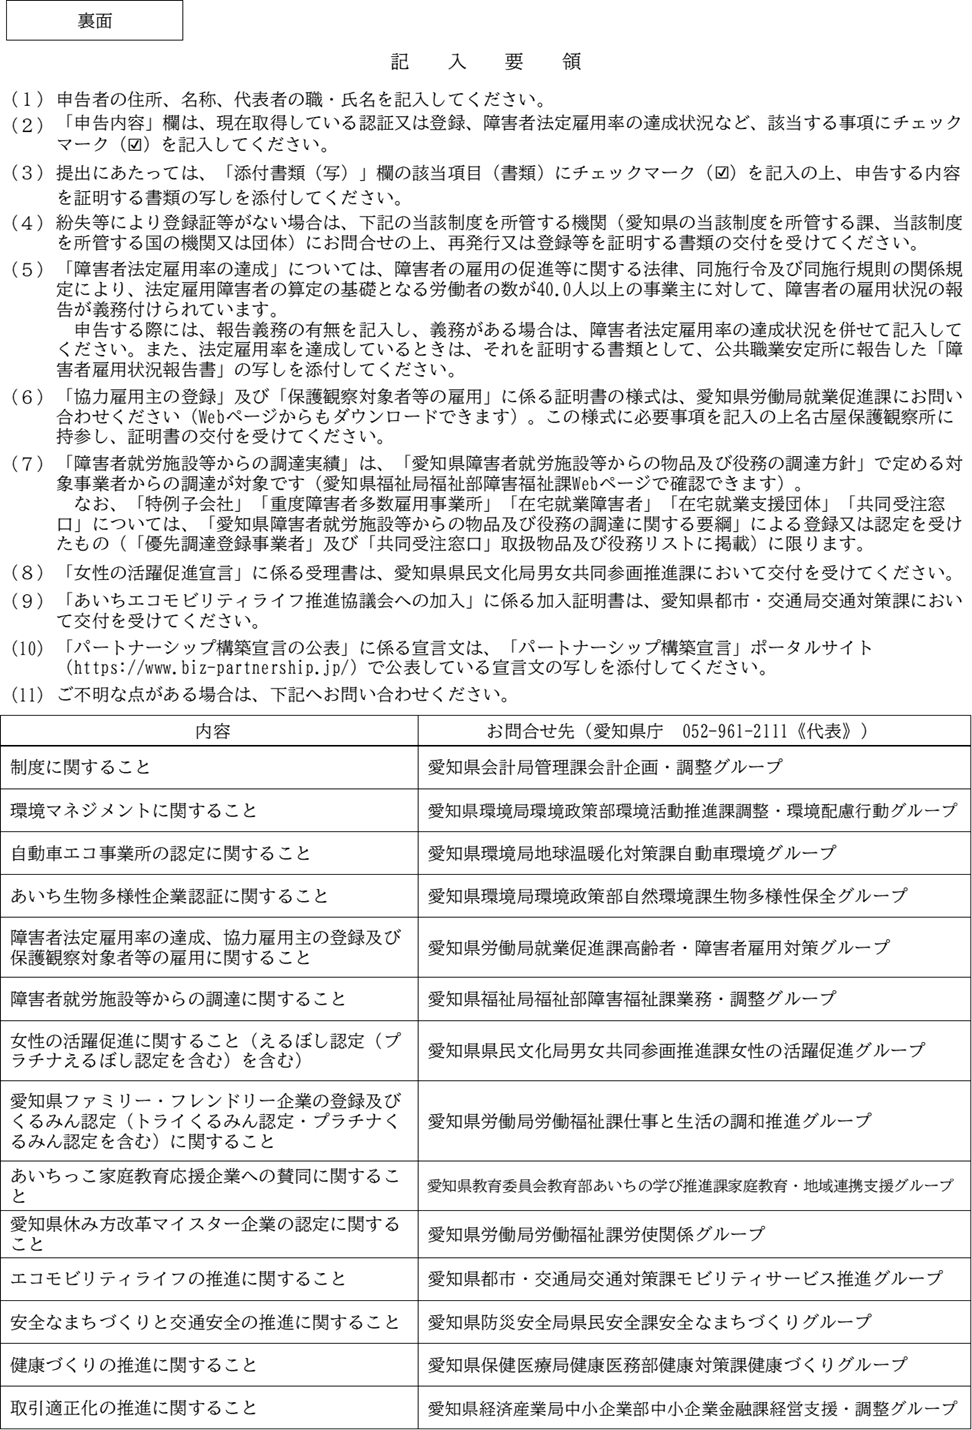 裏面
記　入　要　領
（１）申告者の住所、名称、代表者の職・氏名を記入してください。
（２）「申告内容」欄は、現在取得している認証又は登録、障害者法定雇用率の達成状況など、該当する事項にチェック
マーク（☑）を記入してください。
（３）提出にあたっては、「添付書類（写）」欄の該当項目（書類）にチェックマーク（☑）を記入の上、申告する内容
を証明する書類の写しを添付してください。
（４）紛失等により登録証等がない場合は、下記の当該制度を所管する機関（愛知県の当該制度を所管する課、当該制度
を所管する国の機関又は団体）にお問合せの上、再発行又は登録等を証明する書類の交付を受けてください。
（５）「障害者法定雇用率の達成」については、障害者の雇用の促進等に関する法律、同施行令及び同施行規則の関係規
定により、法定雇用障害者の算定の基礎となる労働者の数が40.0人以上の事業主に対して、障害者の雇用状況の報
告が義務付けられています。
申告する際には、報告義務の有無を記入し、義務がある場合は、障害者法定雇用率の達成状況を併せて記入して
ください。また、法定雇用率を達成しているときは、それを証明する書類として、公共職業安定所に報告した「障
害者雇用状況報告書」の写しを添付してください。
（６）「協力雇用主の登録」及び「保護観察対象者等の雇用」に係る証明書の様式は、愛知県労働局就業促進課にお問い
合わせください（Webページからもダウンロードできます）。この様式に必要事項を記入の上名古屋保護観察所に
持参し、証明書の交付を受けてください。
（７）「障害者就労施設等からの調達実績」は、「愛知県障害者就労施設等からの物品及び役務の調達方針」で定める対
象事業者からの調達が対象です（愛知県福祉局福祉部障害福祉課Webページで確認できます）。
なお、「特例子会社」「重度障害者多数雇用事業所」「在宅就業障害者」「在宅就業支援団体」「共同受注窓
口」については、「愛知県障害者就労施設等からの物品及び役務の調達に関する要綱」による登録又は認定を受け
たもの（「優先調達登録事業者」及び「共同受注窓口」取扱物品及び役務リストに掲載）に限ります。
（８）「女性の活躍促進宣言」に係る受理書は、愛知県県民文化局男女共同参画推進課において交付を受けてください。
（９）「あいちエコモビリティライフ推進協議会への加入」に係る加入証明書は、愛知県都市・交通局交通対策課におい
て交付を受けてください。
（10）「パートナーシップ構築宣言の公表」に係る宣言文は、「パートナーシップ構築宣言」ポータルサイト
（https://www.biz-partnership.jp/）で公表している宣言文の写しを添付してください。
（11）ご不明な点がある場合は、下記へお問い合わせください。
内容　お問合せ先（愛知県庁　052-961-2111《代表》）
制度に関すること　愛知県会計局管理課会計企画・調整グループ
環境マネジメントに関すること　愛知県環境局環境政策部環境活動推進課調整・環境配慮行動グループ
自動車エコ事業所の認定に関すること　愛知県環境局地球温暖化対策課自動車環境グループ
あいち生物多様性企業認証に関すること　愛知県環境局環境政策部自然環境課生物多様性保全グループ
障害者法定雇用率の達成、協力雇用主の登録及び
保護観察対象者等の雇用に関すること　愛知県労働局就業促進課高齢者・障害者雇用対策グループ
障害者就労施設等からの調達に関すること　愛知県福祉局福祉部障害福祉課業務・調整グループ
女性の活躍促進に関すること（えるぼし認定（プ
ラチナえるぼし認定を含む）を含む）　愛知県県民文化局男女共同参画推進課女性の活躍促進グループ
愛知県ファミリー・フレンドリー企業の登録及び
くるみん認定（トライくるみん認定・プラチナく
るみん認定を含む）に関すること　愛知県労働局労働福祉課仕事と生活の調和推進グループ
あいちっこ家庭教育応援企業への賛同に関するこ
と　愛知県教育委員会教育部あいちの学び推進課家庭教育・地域連携支援グループ
愛知県休み方改革マイスター企業の認定に関する
こと　愛知県労働局労働福祉課労使関係グループ
エコモビリティライフの推進に関すること　愛知県都市・交通局交通対策課モビリティサービス推進グループ
安全なまちづくりと交通安全の推進に関すること　愛知県防災安全局県民安全課安全なまちづくりグループ
健康づくりの推進に関すること　愛知県保健医療局健康医務部健康対策課健康づくりグループ
取引適正化の推進に関すること　愛知県経済産業局中小企業部中小企業金融課経営支援・調整グループ